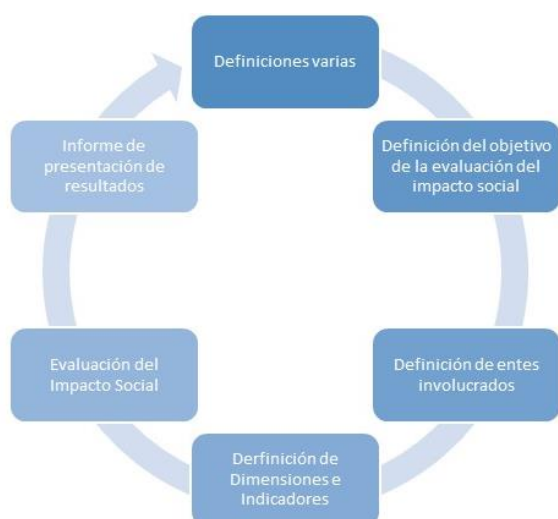 Definiciones varias
Definición del objetivo
de la evaluación del
impacto social
Definición de entes
involucrados
Derfinición de
Dimensiones e
Indicadores
Evaluación del
Impacto Social
Informe de
presentación de
resultados